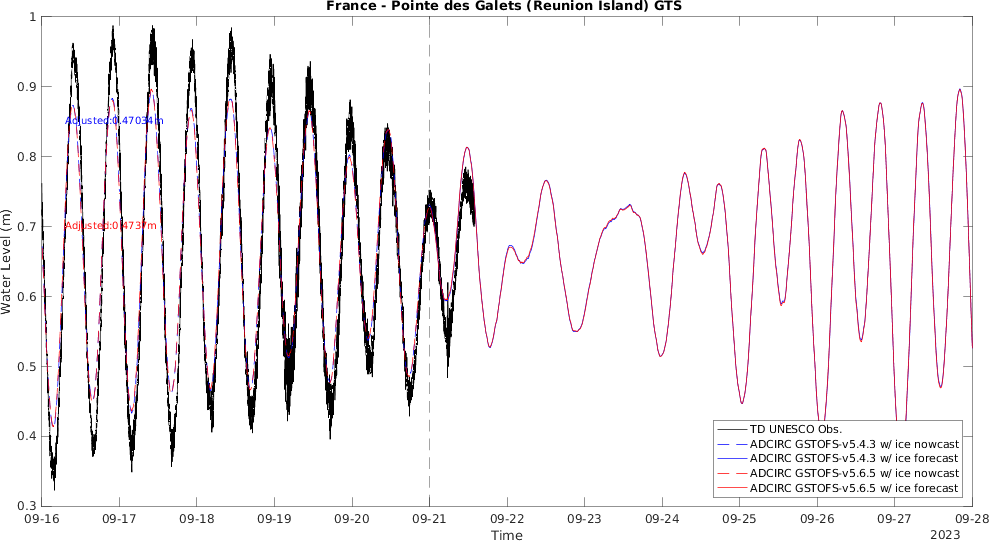 France - Pointe des Galets (Reunion Island) GTS
1
0.9
0.8
0.7
0.6
0.5
0.4
0.3
Water Level (m)
Adjusted:0.47034m
Adjusted:0.4737m
TD UNESCO Obs.
ADCIRC GSTOFS-v5.4.3 w/ ice nowcast
ADCIRC GSTOFS-v5.4.3 w/ ice forecast
ADCIRC GSTOFS-v5.6.5 w/ ice nowcast
ADCIRC GSTOFS-v5.6.5 w/ ice forecast
09-16 09-17 09-18 09-19 09-20 09-21 09-22 09-23 09-24 09-25 09-26 09-27 09-28
Time
2023